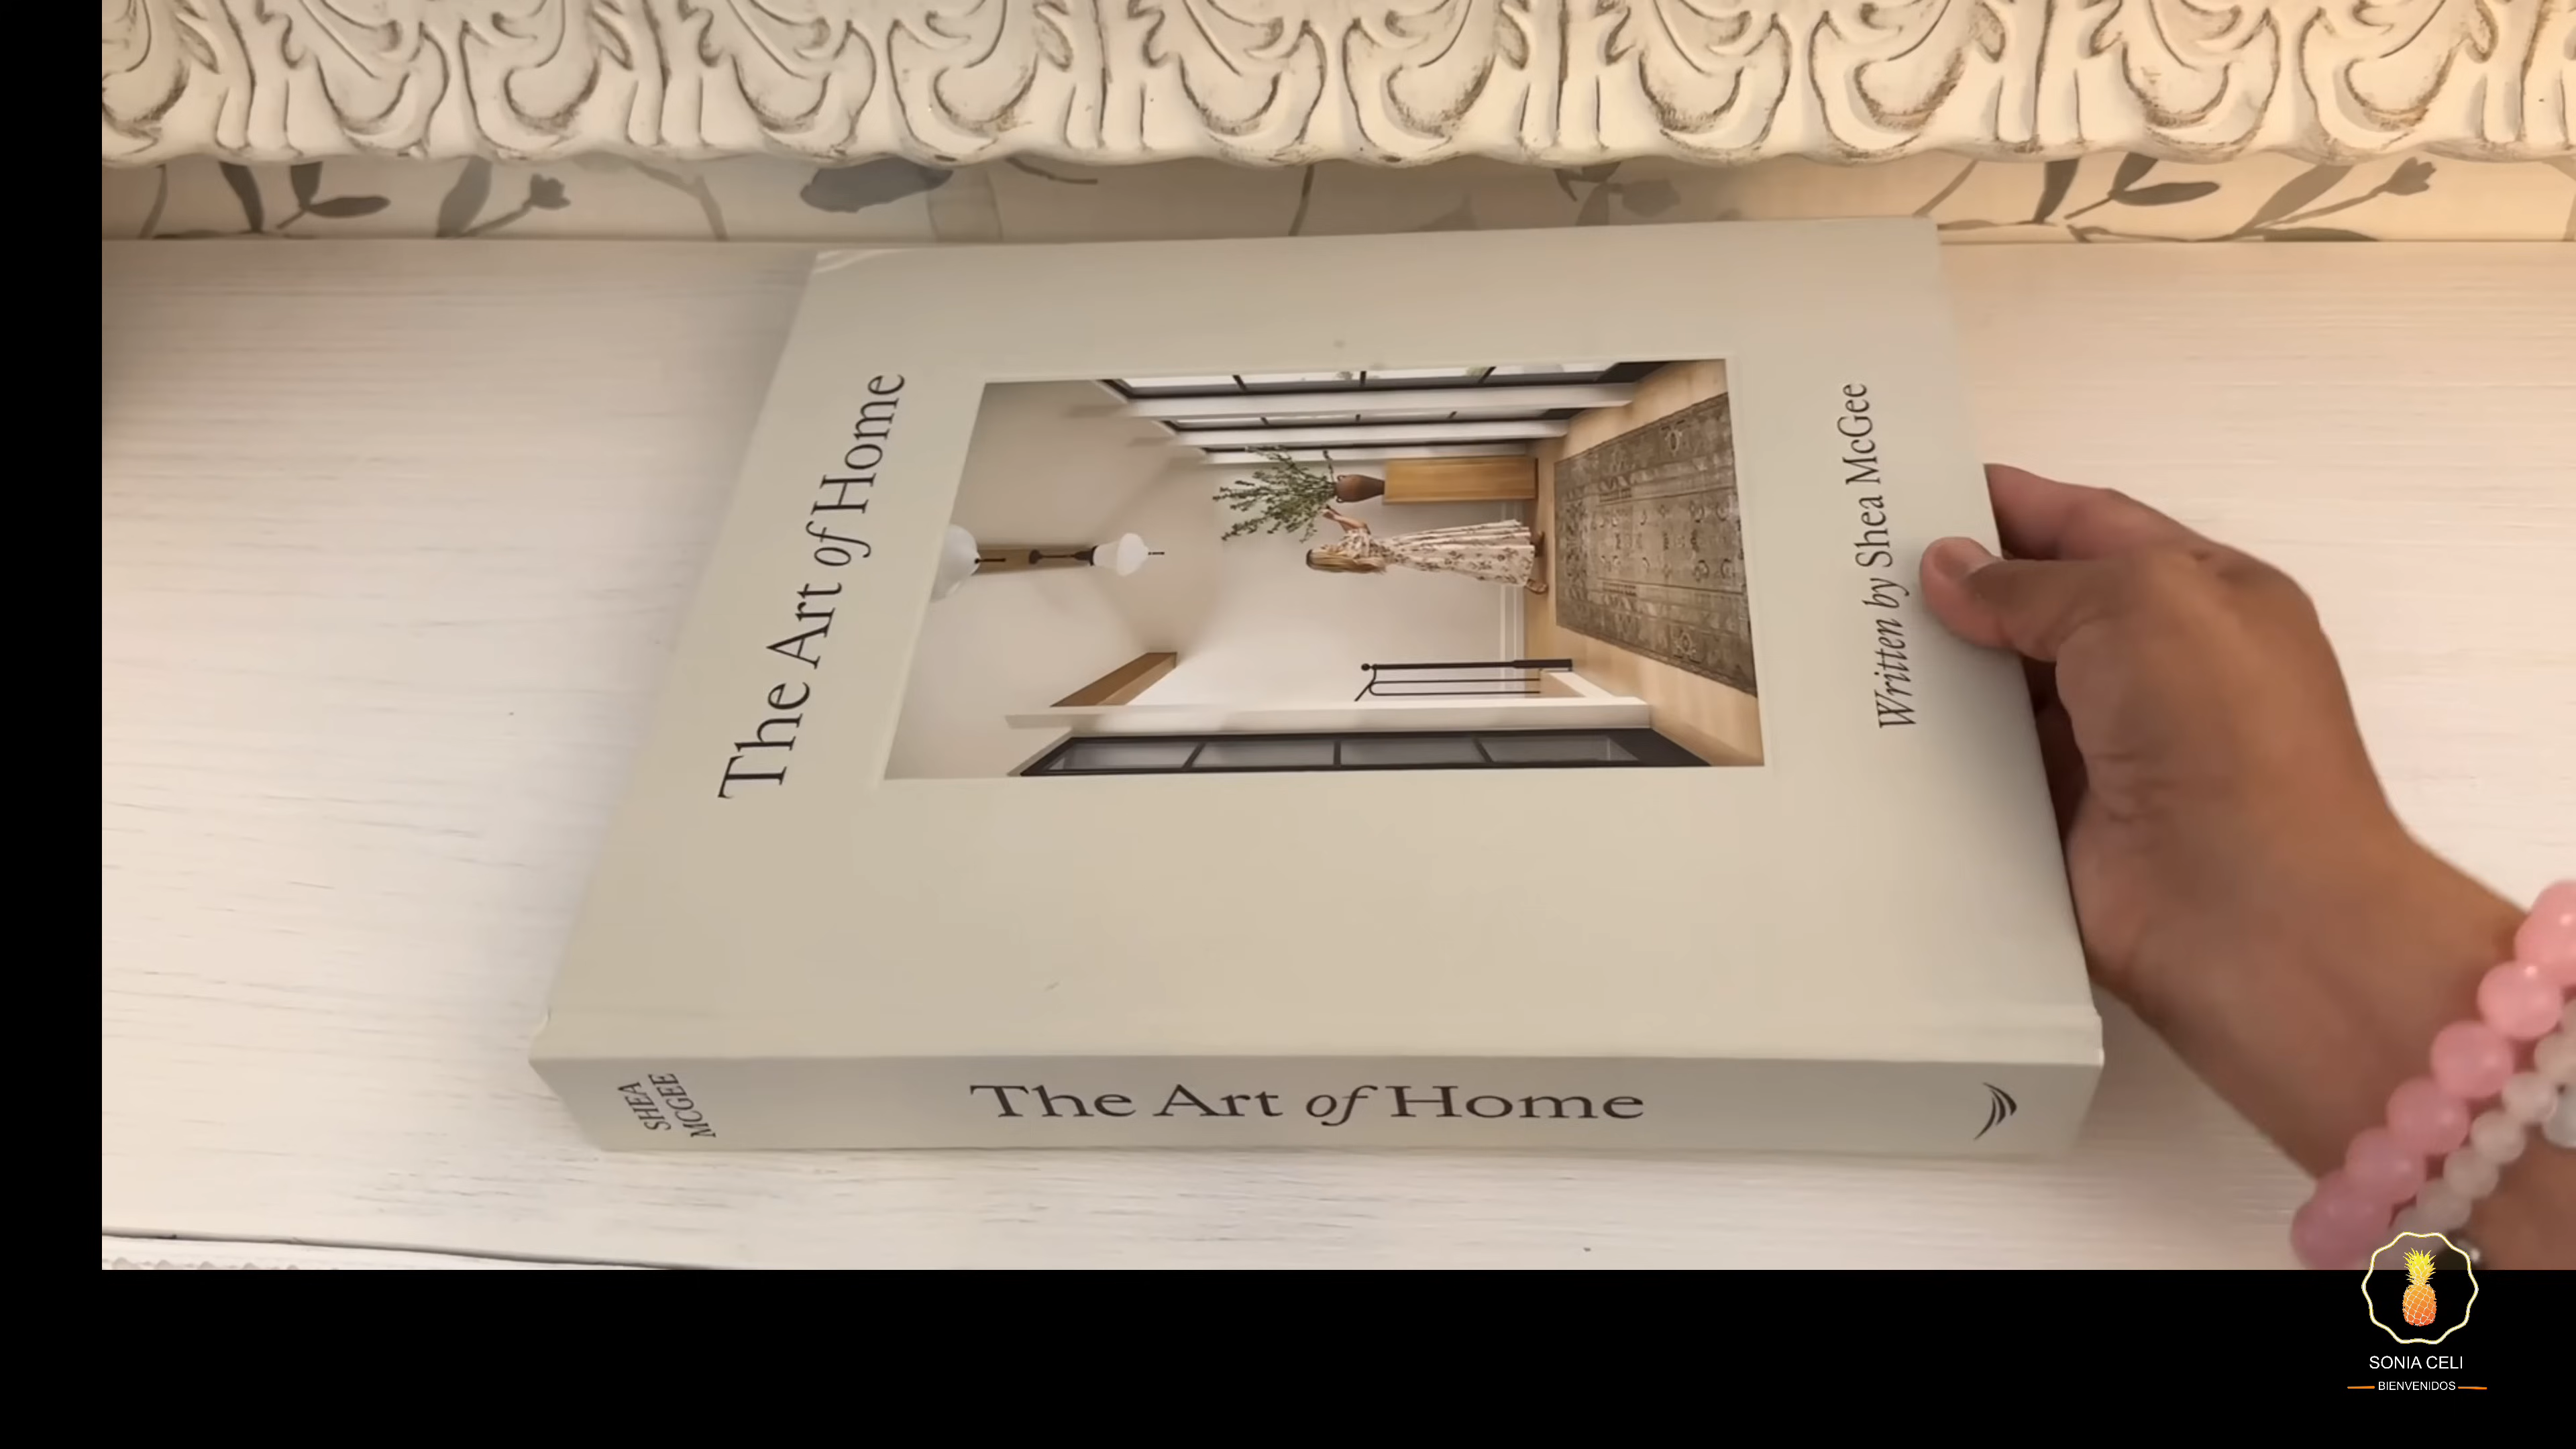 The Art of Home
Written by Shea McGee
SHEA
MCGEE
The Art of Home
SONIA CELI
BIENVENIDOS